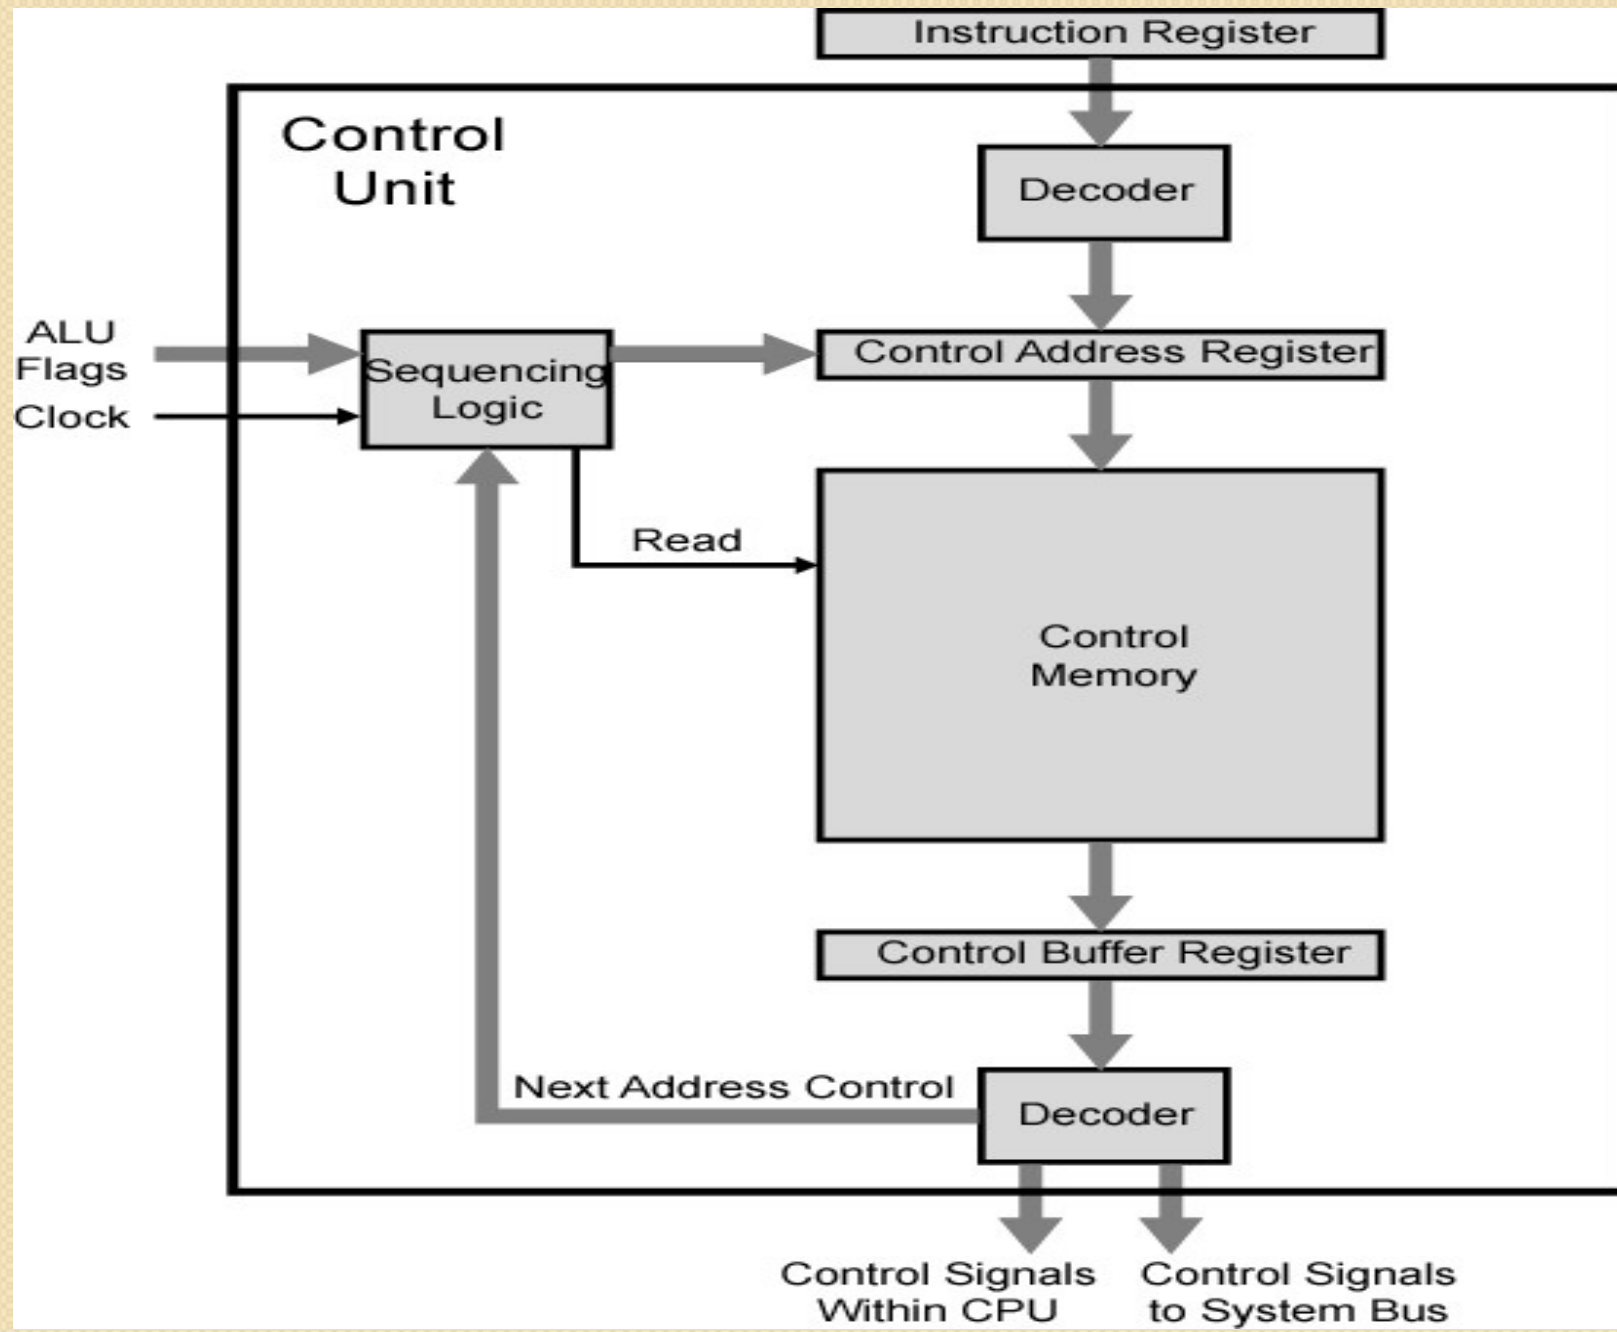 Instruction Register
Control
Unit
Decoder
ALU
Flags
Clock
Sequencing
Logic
Control Address Register
Read
Control
Memory
Control Buffer Register
Next Address Control
Decoder
Control Signals
Within CPU
Control Signals
to System Bus